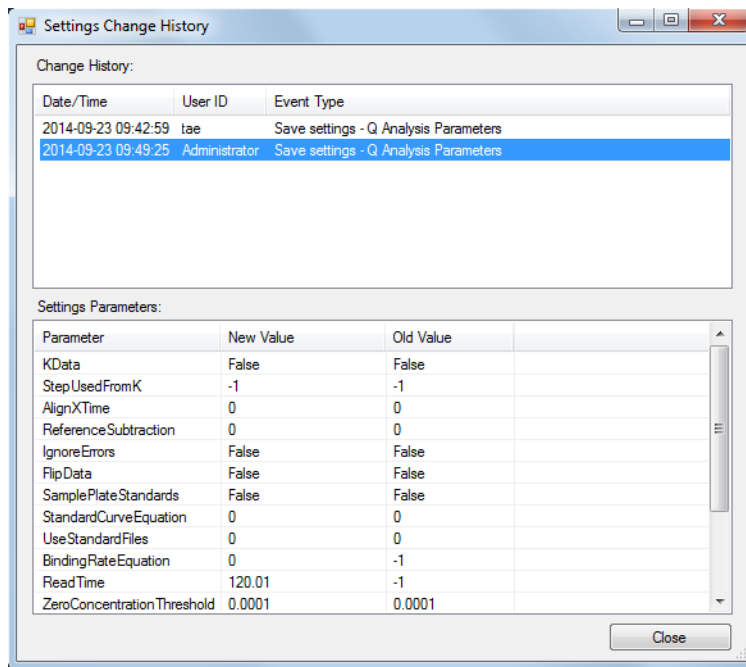 Settings Change History
Change History:
Date/Time User ID Event Type
2014-09-23 09:42:59 tae Save settings - Q Analysis Parameters
2014-09-23 09:49:25 Administrator Save settings - Q Analysis Parameters
Settings Parameters:
Parameter New Value Old Value
KData False False
StepUsedFromK -1 -1
AlignXTime 0 0
ReferenceSubtraction 0 0
IgnoreErrors False False
FlipData False False
SamplePlateStandards False False
StandardCurveEquation 0 0
UseStandardFiles 0 0
BindingRateEquation 0 -1
ReadTime 120.01 -1
ZeroConcentrationThreshold 0.0001 0.0001
Close